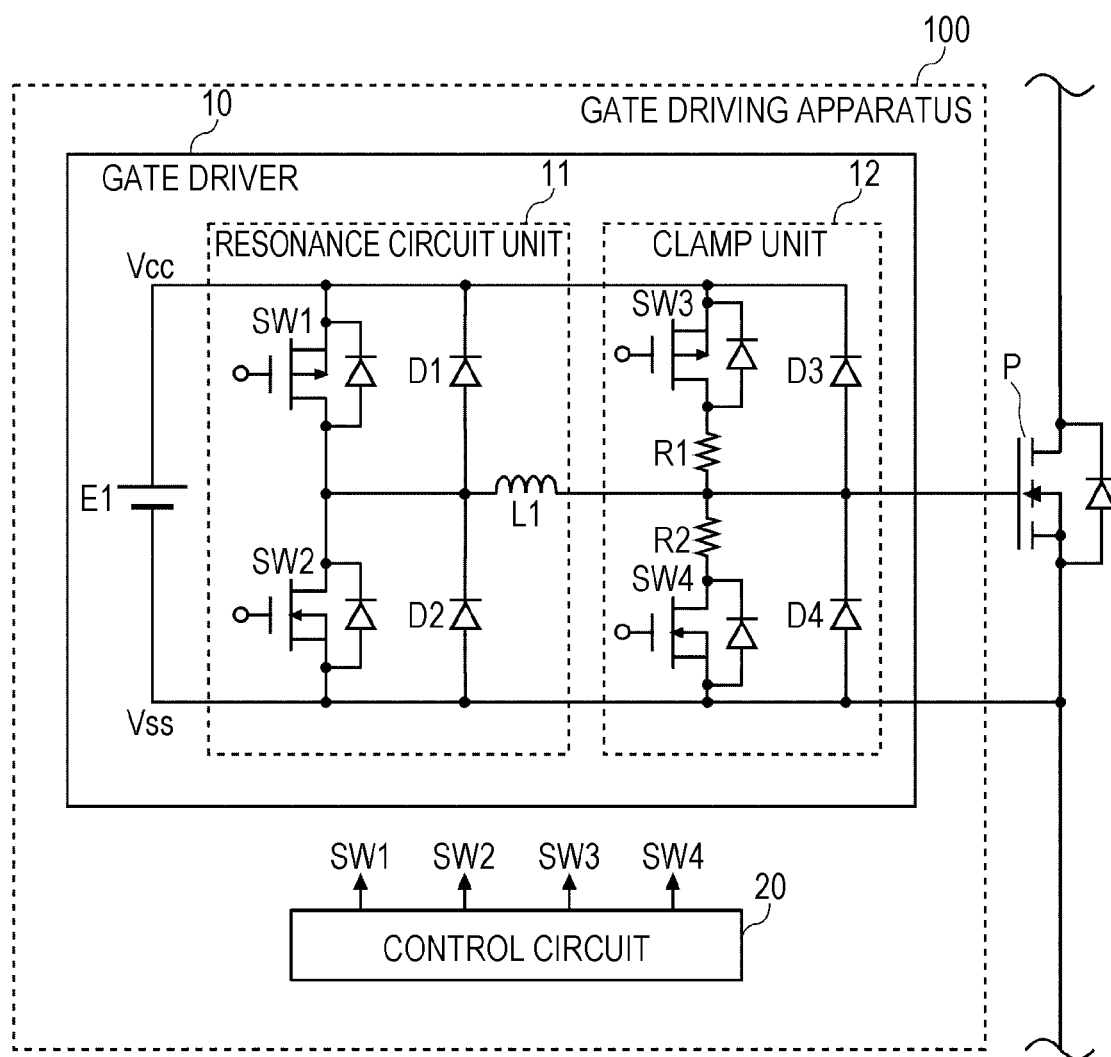 100
GATE DRIVING APPARATUS
10
GATE DRIVER
11
12
RESONANCE CIRCUIT UNIT
CLAMP UNIT
Vcc
SW1
SW3
D1
D3
P
R1
E1
L1
R2
SW2
SW4
D2
D4
Vss
SW1 SW2 SW3 SW4
20
CONTROL CIRCUIT